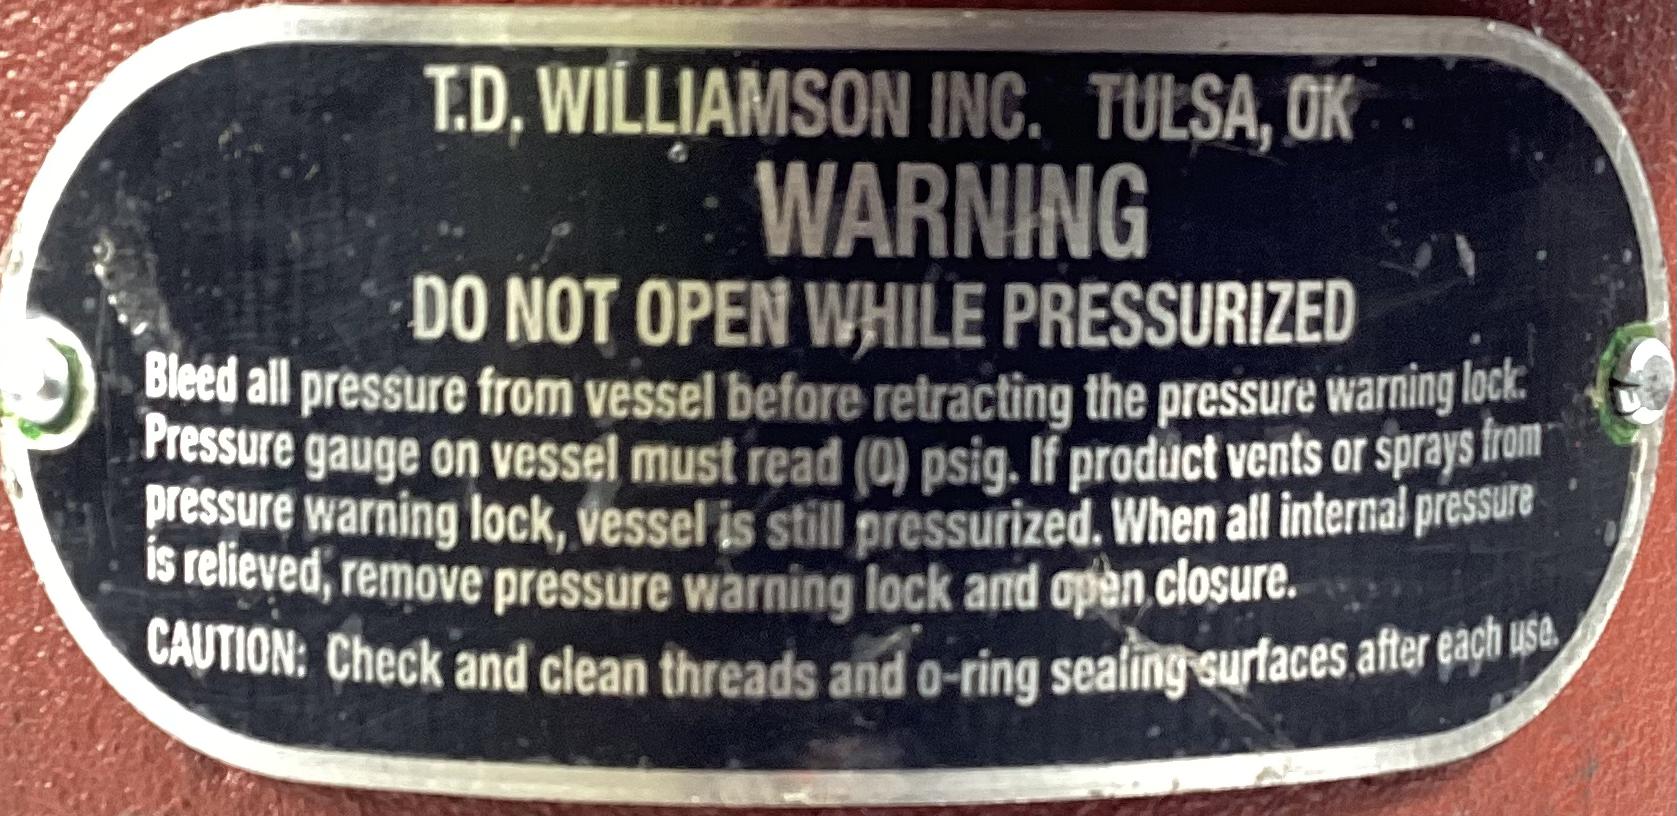 T.D. WILLIAMSON INC. TULSA, OK
WARNING
DO NOT OPEN WHILE PRESSURIZED
Bleed all pressure from vessel before retracting the pressure warning lock.
Pressure gauge on vessel must read (0) psig. If product vents or sprays from
pressure warning lock, vessel is still pressurized. When all internal pressure
is relieved, remove pressure warning lock and open closure.
CAUTION: Check and clean threads and o-ring sealing surfaces after each use.